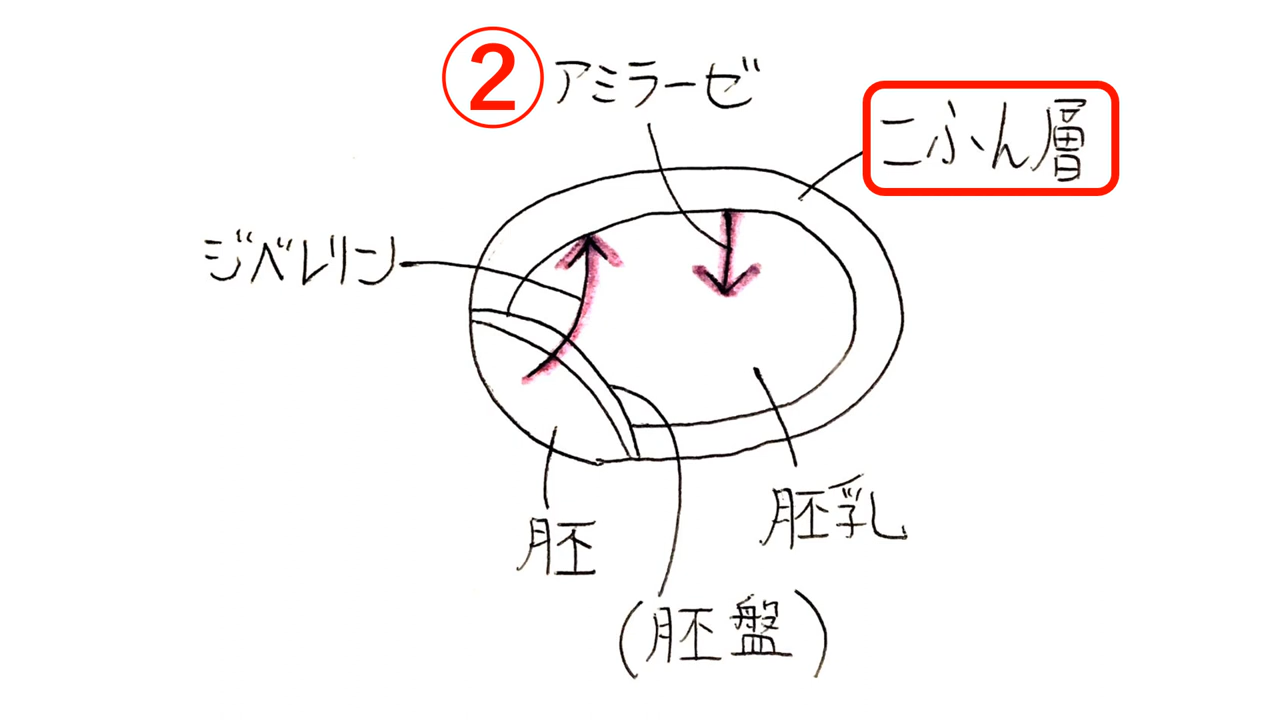 ② アミラーゼ
こふん層
ジベレリン
胚乳
胚
(胚盤)